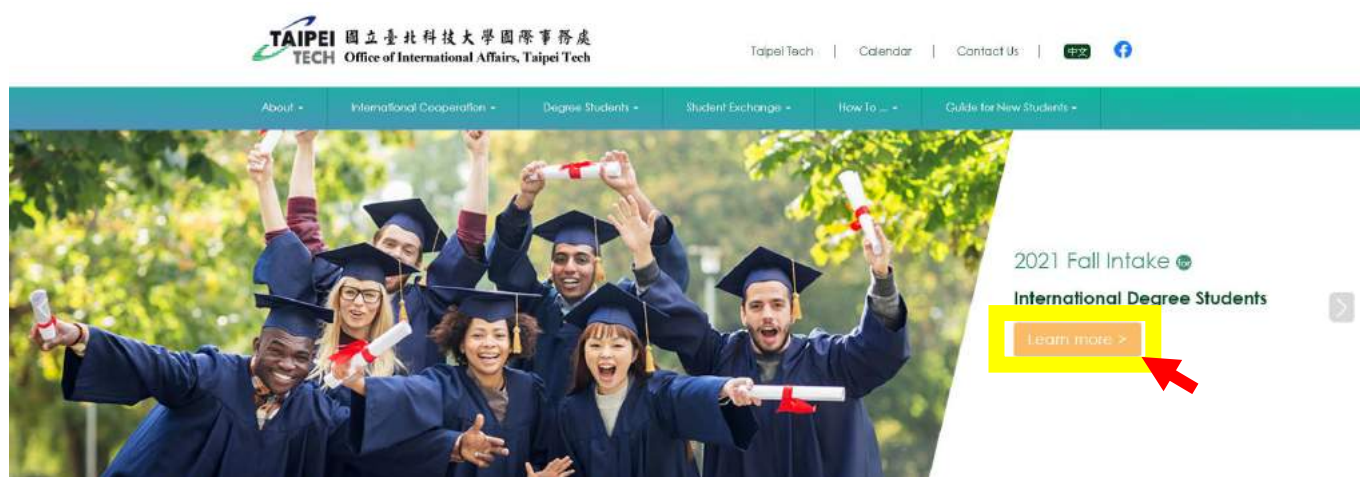 TAIPEI TECH
國立臺北科技大學國際事務處
Office of International Affairs, Taipei Tech
Taipei Tech | Calendar | Contact Us | 中文
About
International Cooperation
Degree Students
Student Exchange
How To ...
Guide for New Students
2021 Fall Intake for
International Degree Students
Learn more >